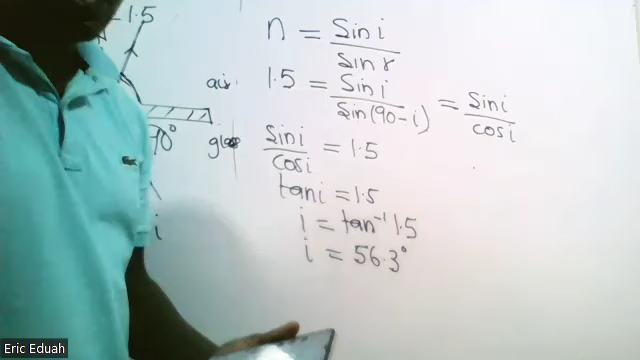 n = Sin i / Sin r
1.5
air 1.5 = Sin i / Sin(90-i) = Sin i / cos i
90° Sin i / cos i = 1.5
tan i = 1.5
i = tan⁻¹ 1.5
i
i = 56.3°
Eric Eduah